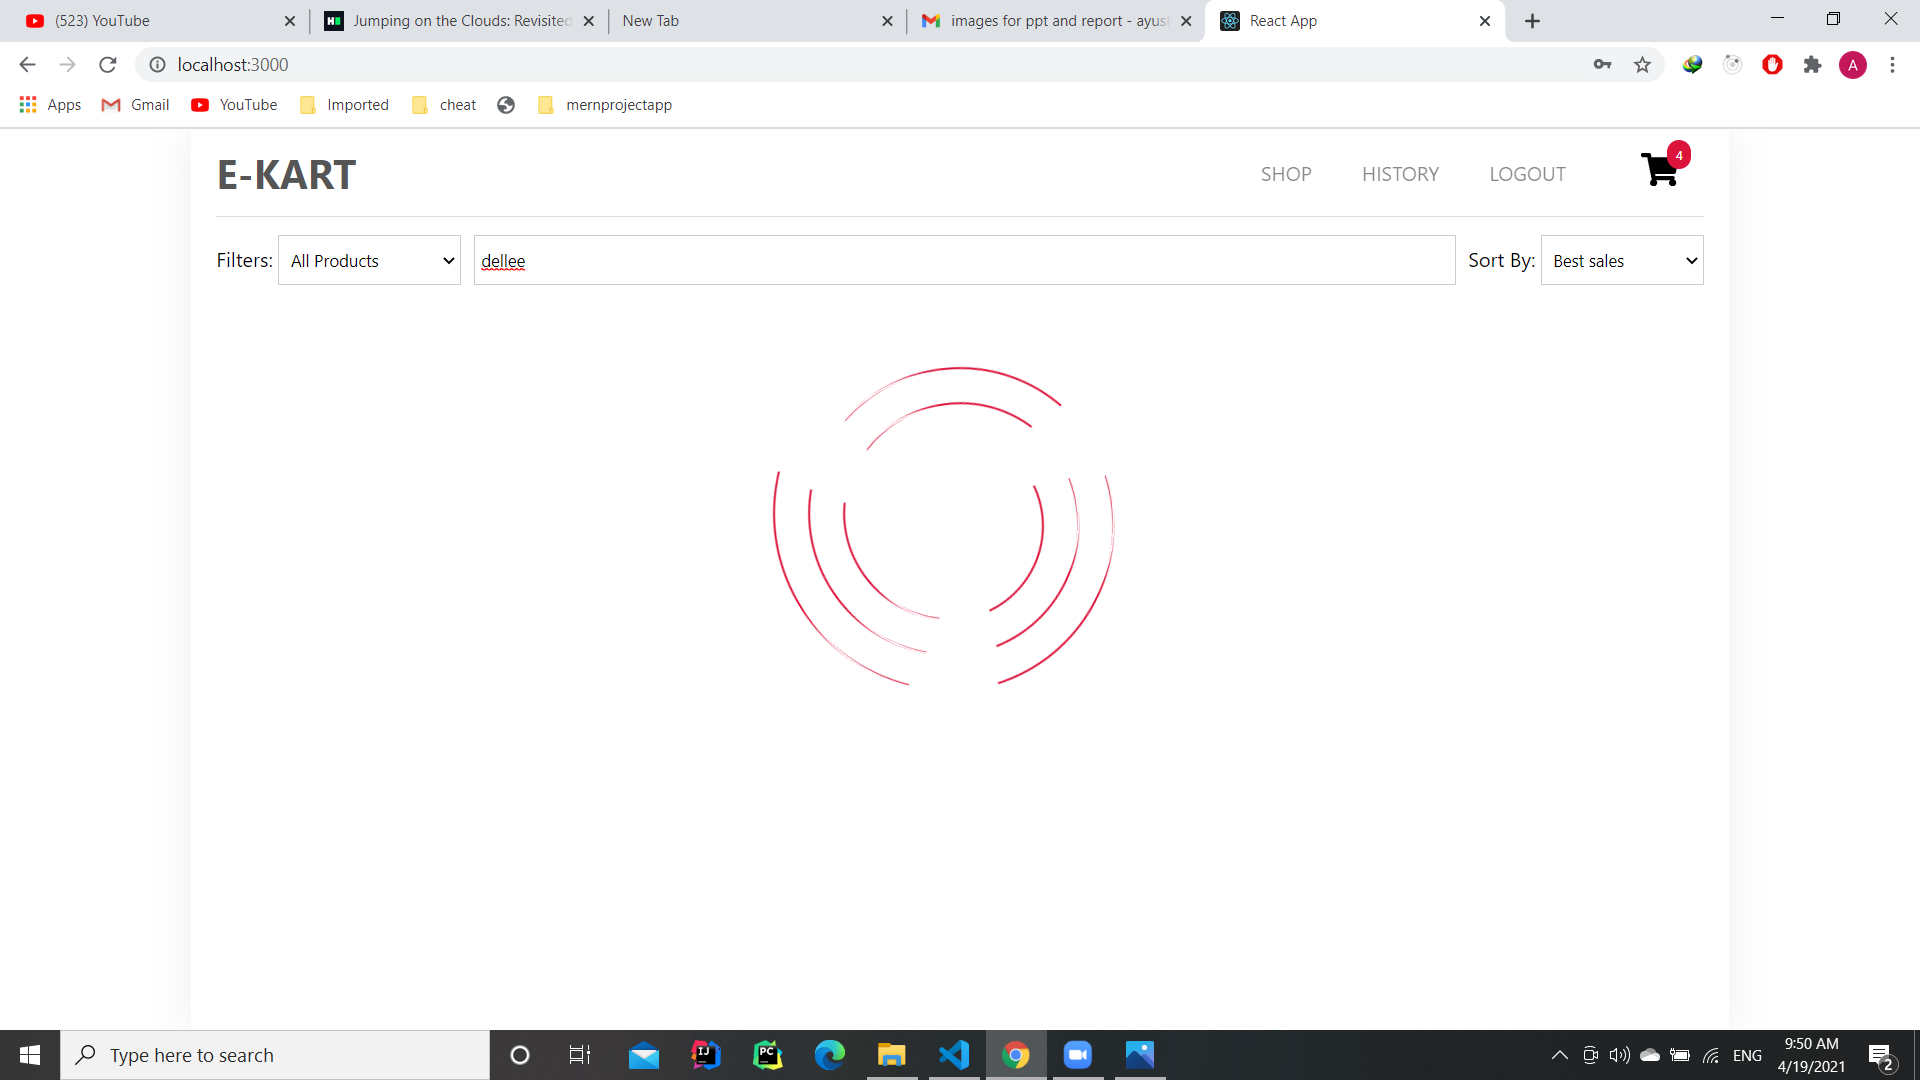 (523) YouTube
Jumping on the Clouds: Revisited
New Tab
images for ppt and report - ayus
React App
localhost:3000
A
Apps
Gmail
YouTube
Imported
cheat
mernprojectapp
E-KART
SHOP
HISTORY
LOGOUT
4
Filters:
All Products
dellee
Sort By:
Best sales
Type here to search
IJ
PC
ENG
9:50 AM
4/19/2021
2